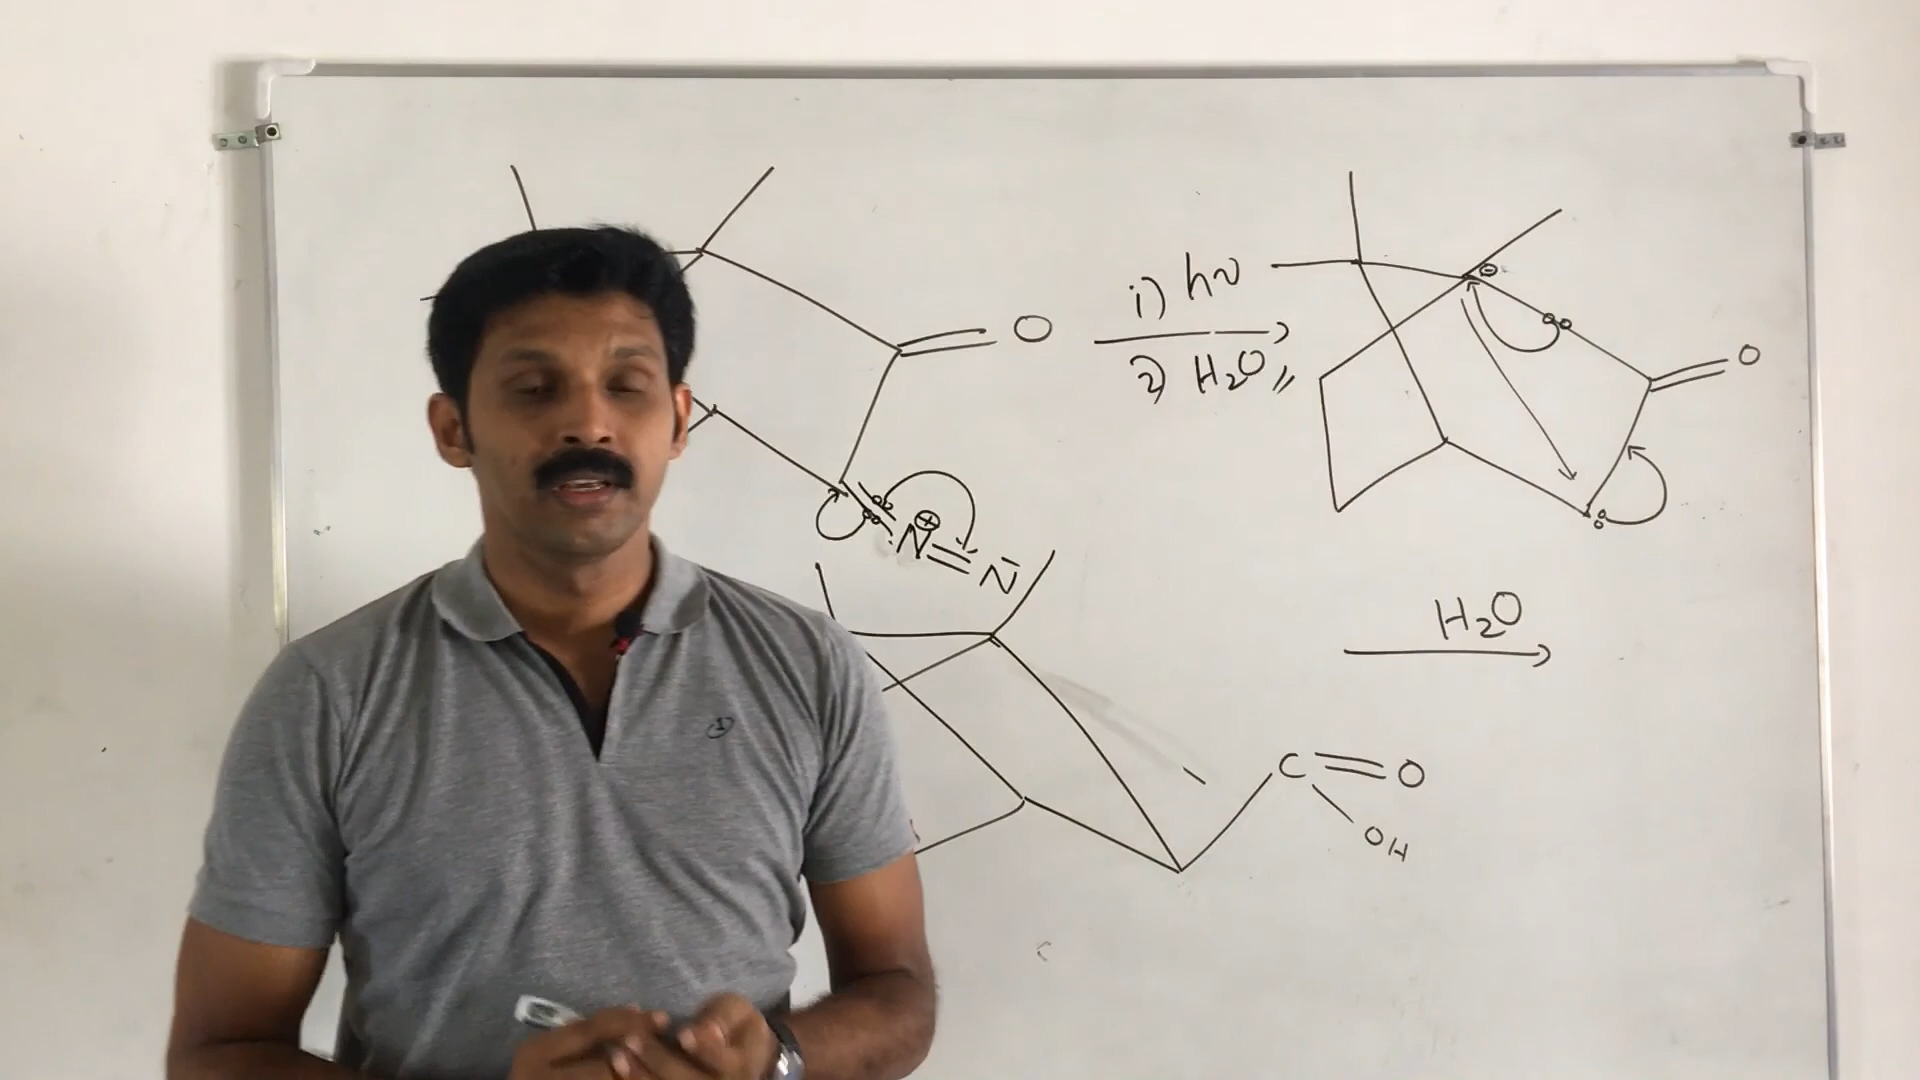 O
i) hν
2) H₂O,,
⊖
O
⊕
N=N̄
H₂O
C=O
OH